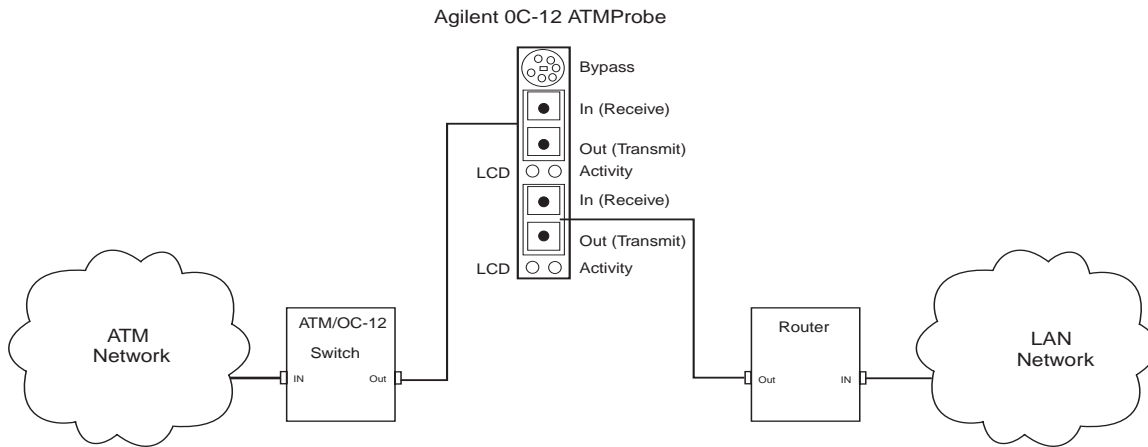 Agilent 0C-12 ATMProbe
Bypass
In (Receive)
Out (Transmit)
LCD Activity
In (Receive)
Out (Transmit)
LCD Activity
ATM
Network
ATM/OC-12
Switch
IN Out
Router
Out IN
LAN
Network